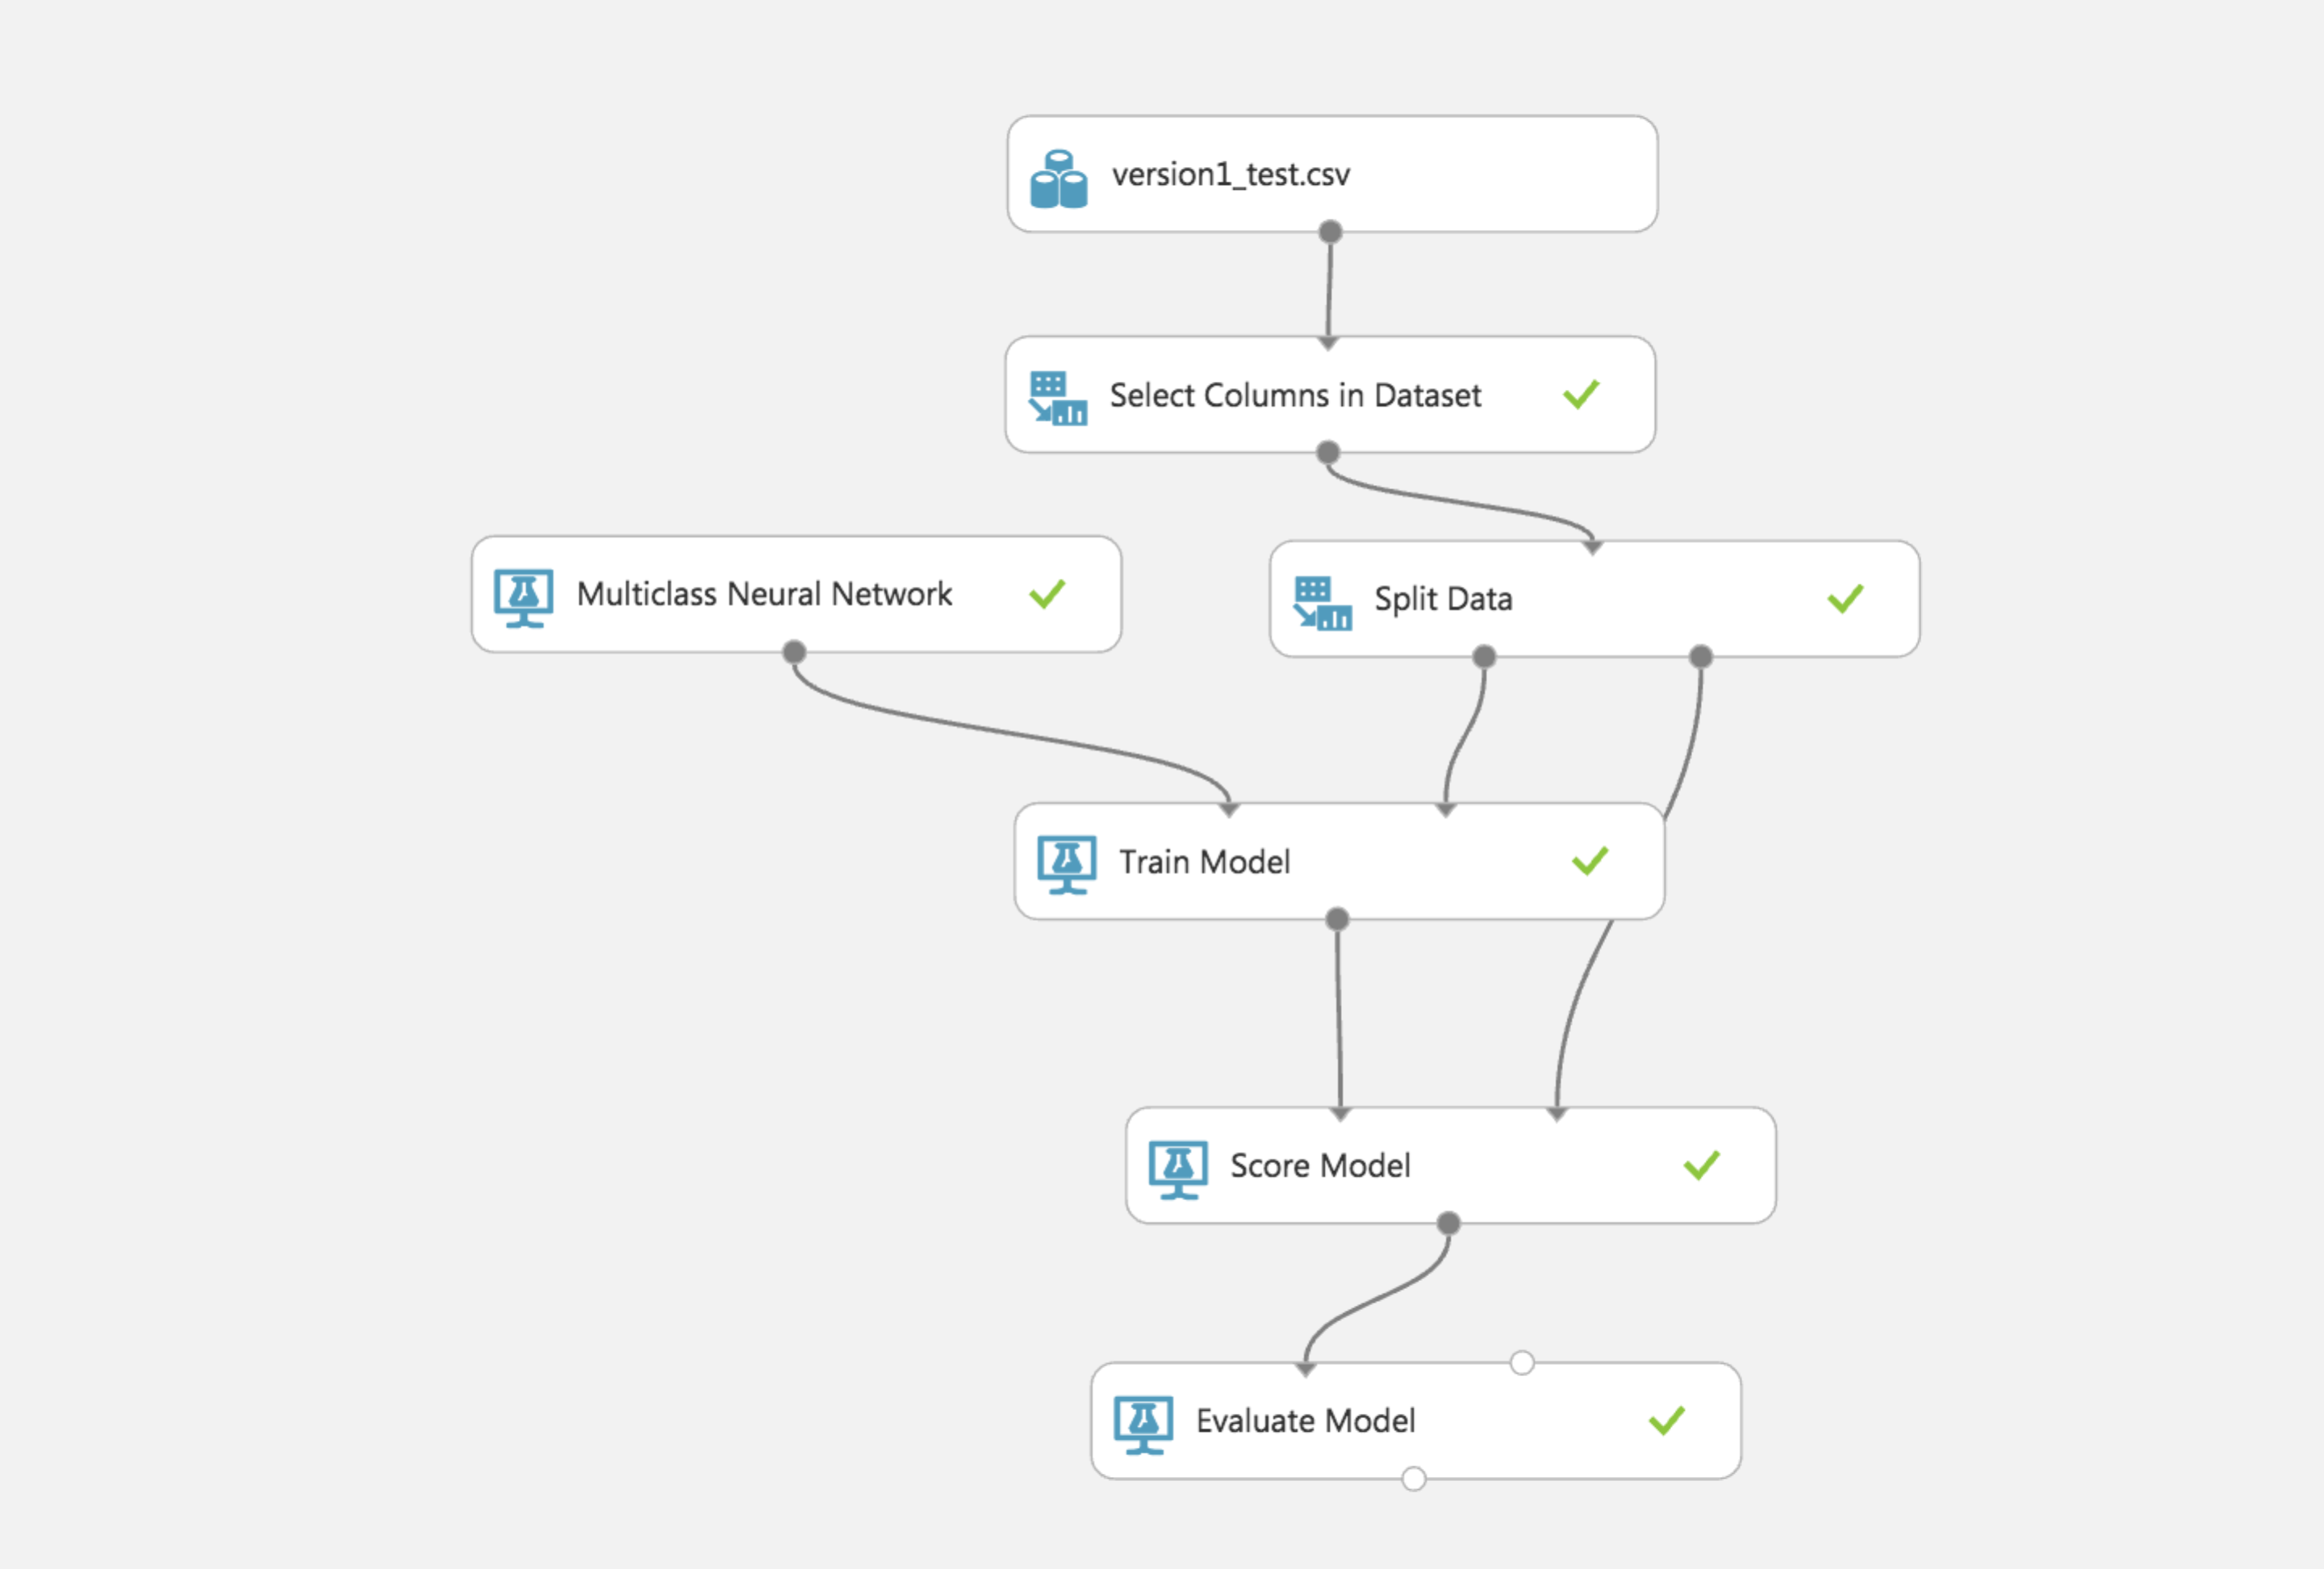 version1_test.csv
Select Columns in Dataset
Multiclass Neural Network
Split Data
Train Model
Score Model
Evaluate Model